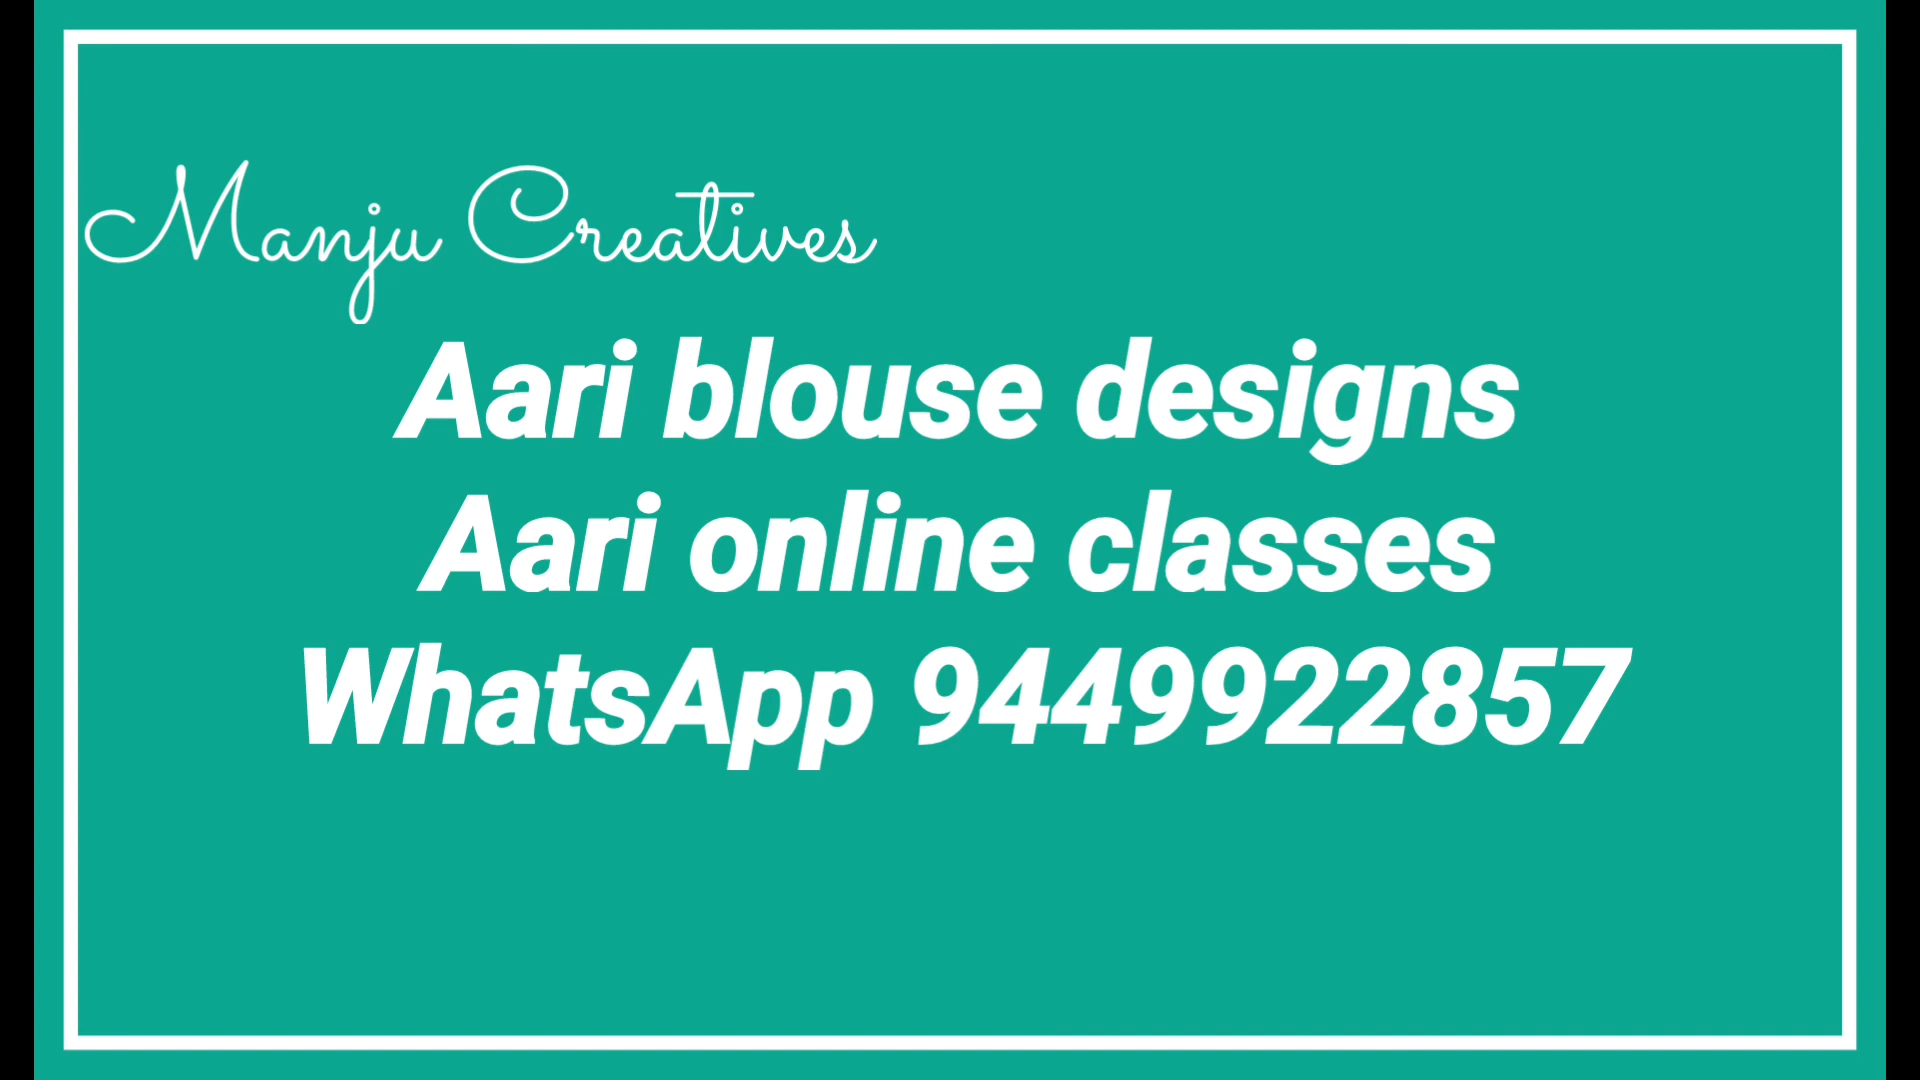 Manju Creatives
Aari blouse designs
Aari online classes
WhatsApp 9449922857